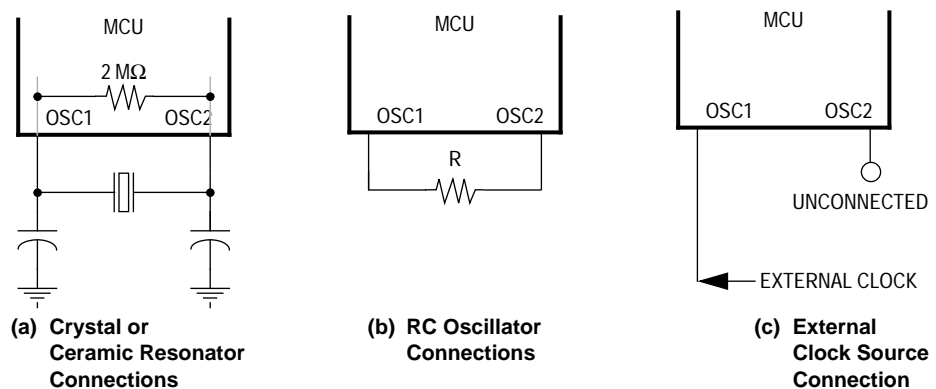 MCU
2 MΩ
OSC1 OSC2
(a) Crystal or
Ceramic Resonator
Connections
MCU
OSC1 OSC2
R
(b) RC Oscillator
Connections
MCU
OSC1 OSC2
UNCONNECTED
EXTERNAL CLOCK
(c) External
Clock Source
Connection